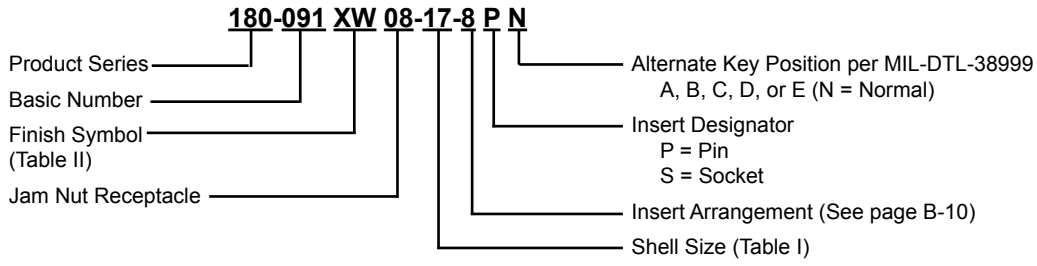 180-091 XW 08-17-8 P N
Product Series
Basic Number
Finish Symbol
(Table II)
Jam Nut Receptacle
Alternate Key Position per MIL-DTL-38999
A, B, C, D, or E (N = Normal)
Insert Designator
P = Pin
S = Socket
Insert Arrangement (See page B-10)
Shell Size (Table I)